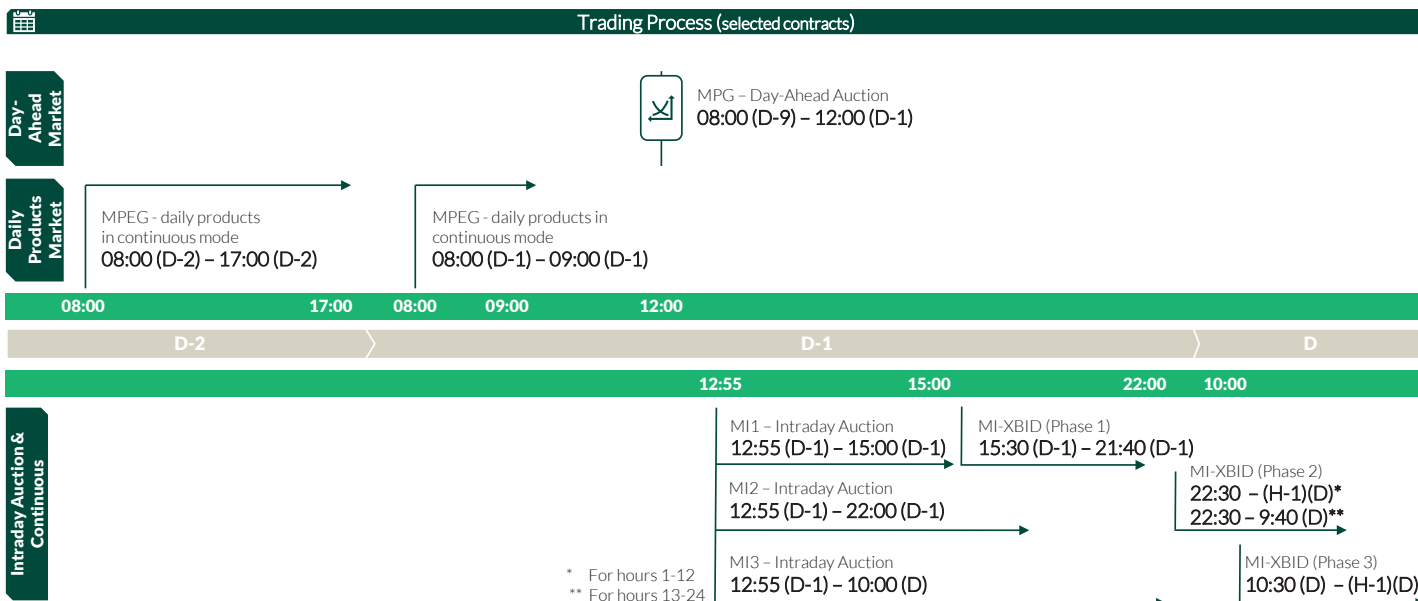 Trading Process (selected contracts)
Day-
Ahead
Market
MPG – Day-Ahead Auction
08:00 (D-9) – 12:00 (D-1)
Daily
Products
Market
MPEG - daily products
in continuous mode
08:00 (D-2) – 17:00 (D-2)
MPEG - daily products in
continuous mode
08:00 (D-1) – 09:00 (D-1)
08:00 17:00 08:00 09:00 12:00
D-2 D-1 D
12:55 15:00 22:00 10:00
Intraday Auction &
Continuous
MI1 – Intraday Auction
12:55 (D-1) – 15:00 (D-1)
MI-XBID (Phase 1)
15:30 (D-1) – 21:40 (D-1)
MI2 – Intraday Auction
12:55 (D-1) – 22:00 (D-1)
MI-XBID (Phase 2)
22:30 – (H-1)(D)*
22:30 – 9:40 (D)**
MI3 – Intraday Auction
12:55 (D-1) – 10:00 (D)
MI-XBID (Phase 3)
10:30 (D) – (H-1)(D)
* For hours 1-12
** For hours 13-24